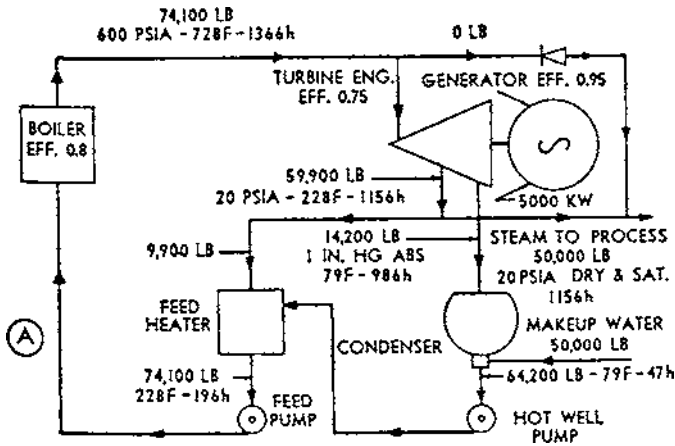 74,100 LB
600 PSIA - 728F - 1366h
0 LB
TURBINE ENG.
EFF. 0.75
GENERATOR EFF. 0.95
BOILER
EFF. 0.8
59,900 LB
20 PSIA - 228F - 1156h
5000 KW
9,900 LB
14,200 LB
1 IN. HG ABS
79F - 986h
STEAM TO PROCESS
50,000 LB
20 PSIA DRY & SAT.
1156h
FEED
HEATER
A
CONDENSER
MAKEUP WATER
50,000 LB
64,200 LB - 79F - 47h
74,100 LB
228F - 196h
FEED
PUMP
HOT WELL
PUMP